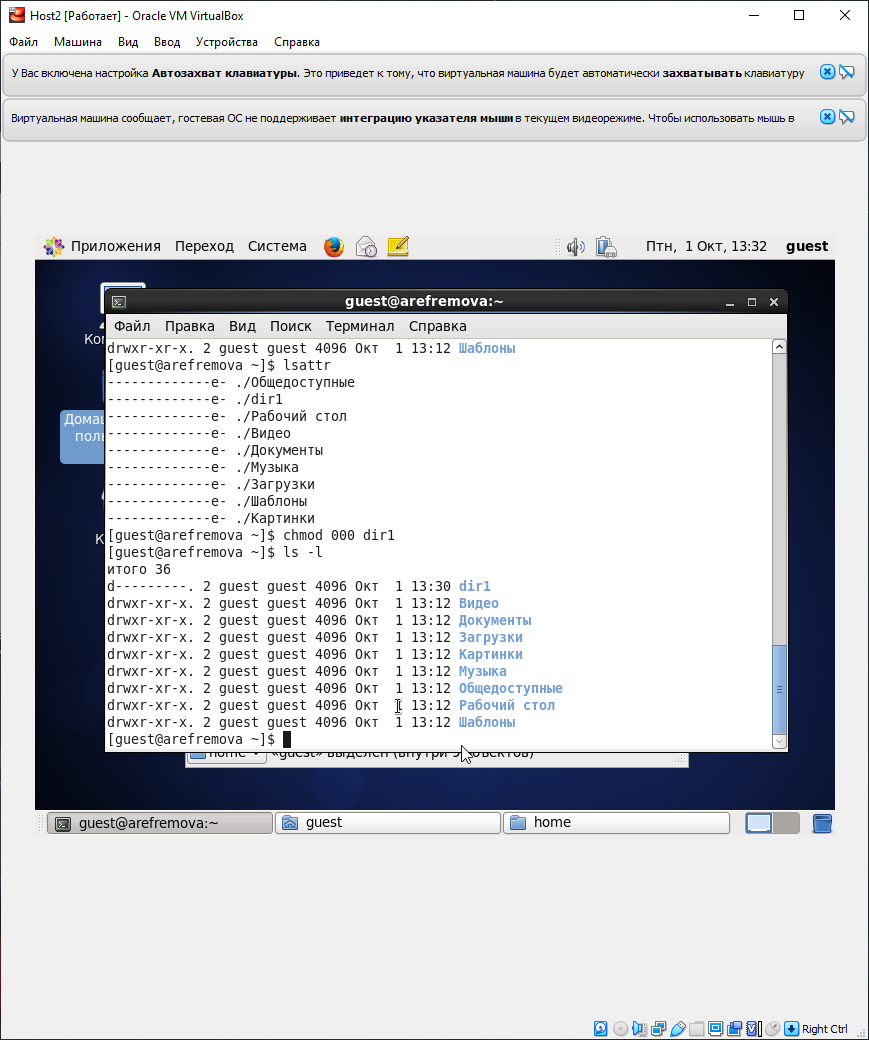 Host2 [Работает] - Oracle VM VirtualBox
Файл Машина Вид Ввод Устройства Справка
У Вас включена настройка Автозахват клавиатуры. Это приведет к тому, что виртуальная машина будет автоматически захватывать клавиатуру
Виртуальная машина сообщает, гостевая ОС не поддерживает интеграцию указателя мыши в текущем видеорежиме. Чтобы использовать мышь в
Приложения Переход Система Птн, 1 Окт, 13:32 guest
guest@arefremova:~
Файл Правка Вид Поиск Терминал Справка
drwxr-xr-x. 2 guest guest 4096 Окт  1 13:12 Шаблоны
[guest@arefremova ~]$ lsattr
-------------e- ./Общедоступные
-------------e- ./dir1
-------------e- ./Рабочий стол
-------------e- ./Видео
-------------e- ./Документы
-------------e- ./Музыка
-------------e- ./Загрузки
-------------e- ./Шаблоны
-------------e- ./Картинки
[guest@arefremova ~]$ chmod 000 dir1
[guest@arefremova ~]$ ls -l
итого 36
d---------. 2 guest guest 4096 Окт  1 13:30 dir1
drwxr-xr-x. 2 guest guest 4096 Окт  1 13:12 Видео
drwxr-xr-x. 2 guest guest 4096 Окт  1 13:12 Документы
drwxr-xr-x. 2 guest guest 4096 Окт  1 13:12 Загрузки
drwxr-xr-x. 2 guest guest 4096 Окт  1 13:12 Картинки
drwxr-xr-x. 2 guest guest 4096 Окт  1 13:12 Музыка
drwxr-xr-x. 2 guest guest 4096 Окт  1 13:12 Общедоступные
drwxr-xr-x. 2 guest guest 4096 Окт  1 13:12 Рабочий стол
drwxr-xr-x. 2 guest guest 4096 Окт  1 13:12 Шаблоны
[guest@arefremova ~]$
home «guest» выделен (внутри
guest@arefremova:~ guest home
Right Ctrl